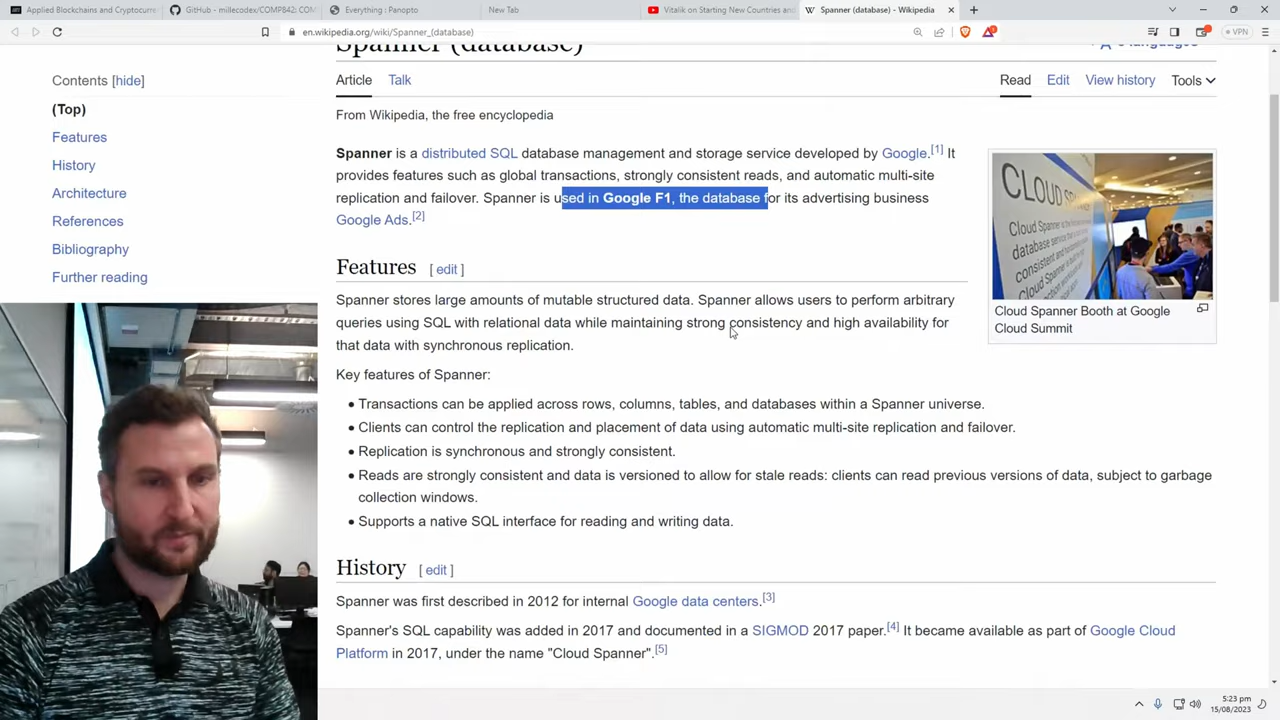 Applied Blockchains and Cryptocurr
GitHub - millecodex/COMP842: com
Everything : Panopto
New Tab
Vitalik on Starting New Countries and
Spanner (database) - Wikipedia
en.wikipedia.org/wiki/Spanner_(database)
VPN
Spanner (database)
Contents [hide]
(Top)
Features
History
Architecture
References
Bibliography
Further reading
Article Talk
Read Edit View history Tools
From Wikipedia, the free encyclopedia
Spanner is a distributed SQL database management and storage service developed by Google.[1] It
provides features such as global transactions, strongly consistent reads, and automatic multi-site
replication and failover. Spanner is used in Google F1, the database for its advertising business
Google Ads.[2]
CLOUD
Cloud Spanner Booth at Google
Cloud Summit
Features [ edit ]
Spanner stores large amounts of mutable structured data. Spanner allows users to perform arbitrary
queries using SQL with relational data while maintaining strong consistency and high availability for
that data with synchronous replication.
Key features of Spanner:
• Transactions can be applied across rows, columns, tables, and databases within a Spanner universe.
• Clients can control the replication and placement of data using automatic multi-site replication and failover.
• Replication is synchronous and strongly consistent.
• Reads are strongly consistent and data is versioned to allow for stale reads: clients can read previous versions of data, subject to garbage
collection windows.
• Supports a native SQL interface for reading and writing data.
History [ edit ]
Spanner was first described in 2012 for internal Google data centers.[3]
Spanner's SQL capability was added in 2017 and documented in a SIGMOD 2017 paper.[4] It became available as part of Google Cloud
Platform in 2017, under the name "Cloud Spanner".[5]
5:23 pm
15/08/2023